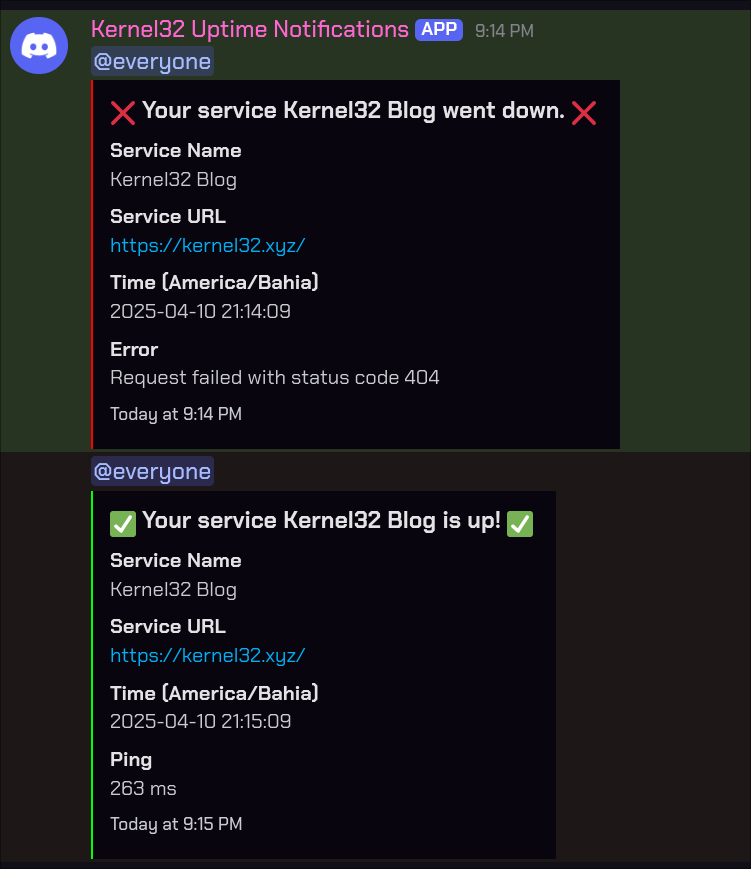 Kernel32 Uptime Notifications APP 9:14 PM
@everyone
❌ Your service Kernel32 Blog went down. ❌
Service Name
Kernel32 Blog
Service URL
https://kernel32.xyz/
Time (America/Bahia)
2025-04-10 21:14:09
Error
Request failed with status code 404
Today at 9:14 PM
@everyone
✅ Your service Kernel32 Blog is up! ✅
Service Name
Kernel32 Blog
Service URL
https://kernel32.xyz/
Time (America/Bahia)
2025-04-10 21:15:09
Ping
263 ms
Today at 9:15 PM